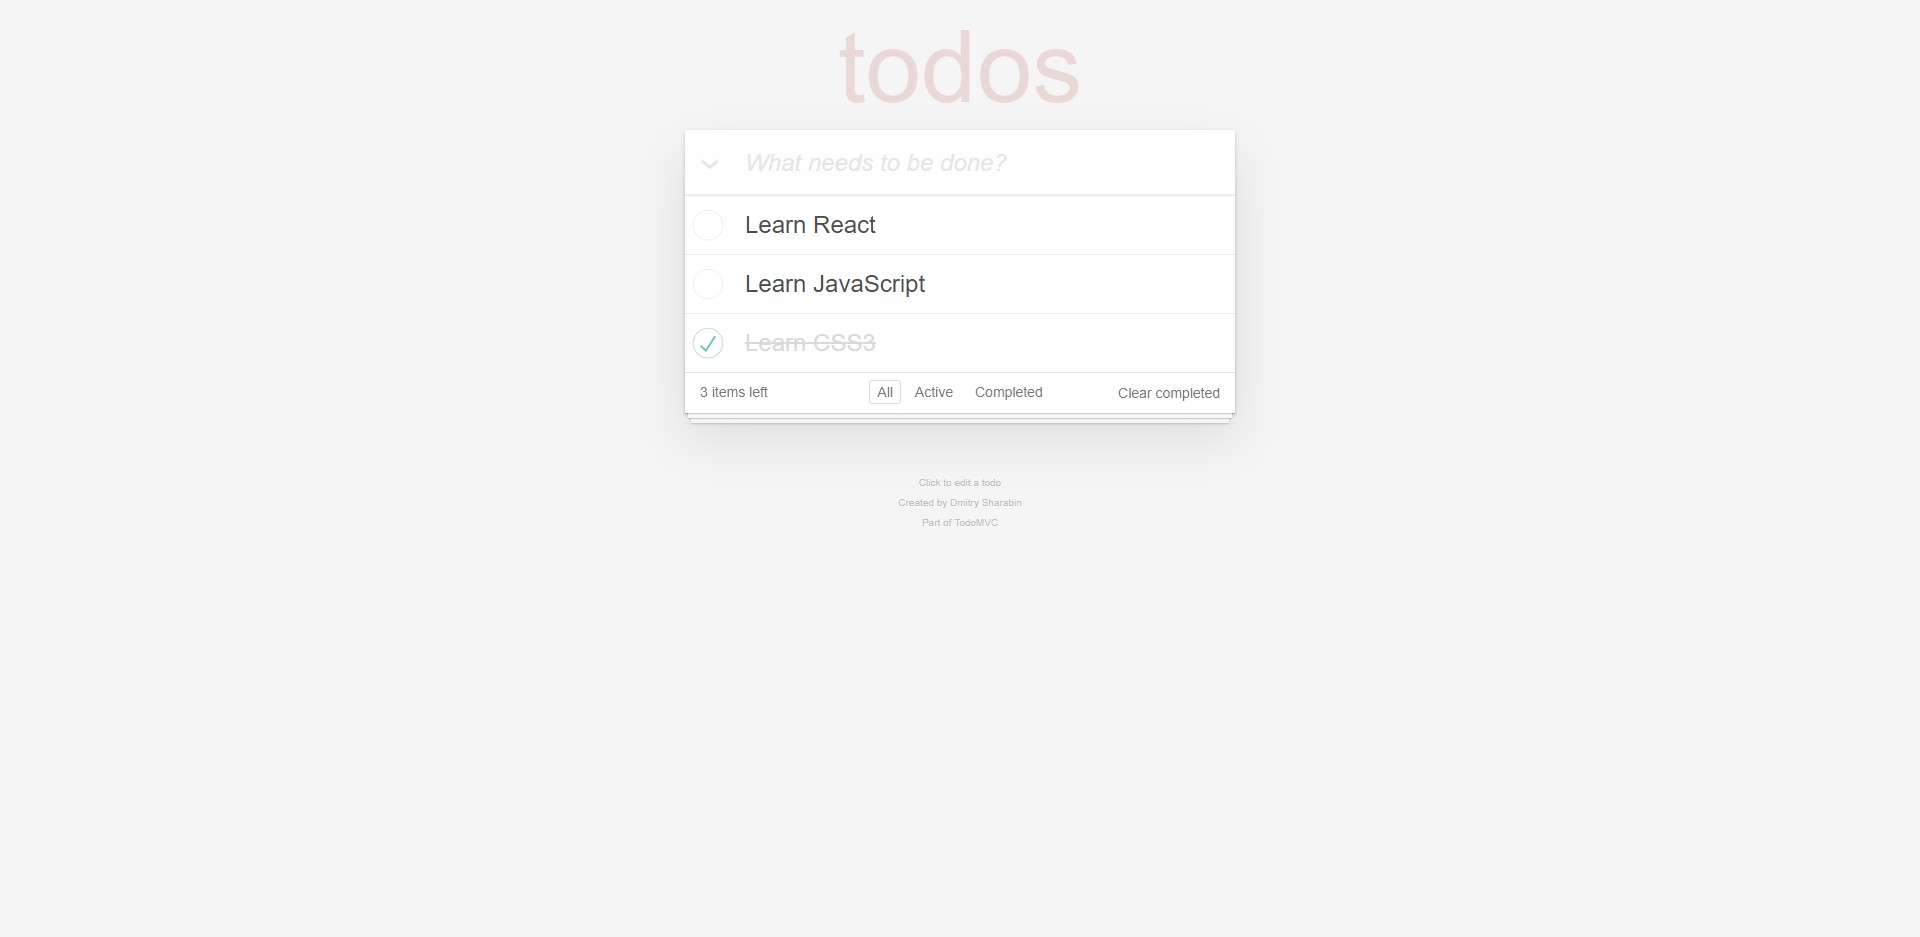 todos
What needs to be done?
Learn React
Learn JavaScript
Learn CSS3
3 items left All Active Completed Clear completed
Click to edit a todo
Created by Dmitry Sharabin
Part of TodoMVC